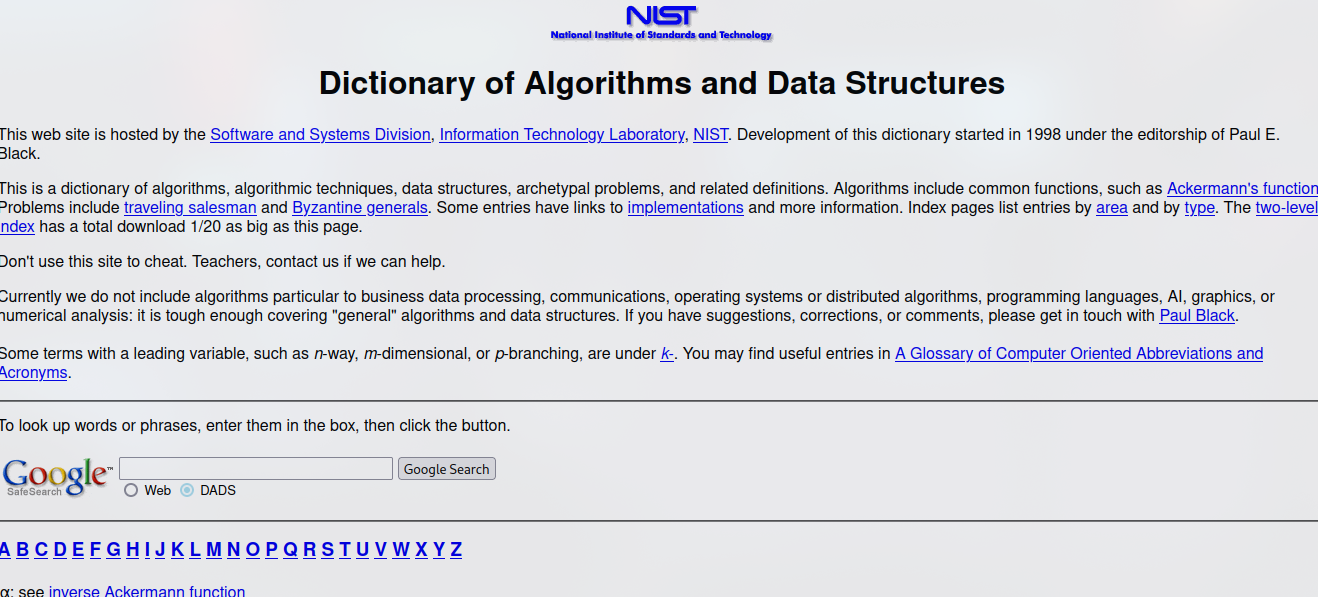 NIST
National Institute of Standards and Technology
Dictionary of Algorithms and Data Structures
This web site is hosted by the Software and Systems Division, Information Technology Laboratory, NIST. Development of this dictionary started in 1998 under the editorship of Paul E.
Black.
This is a dictionary of algorithms, algorithmic techniques, data structures, archetypal problems, and related definitions. Algorithms include common functions, such as Ackermann's function
Problems include traveling salesman and Byzantine generals. Some entries have links to implementations and more information. Index pages list entries by area and by type. The two-level
index has a total download 1/20 as big as this page.
Don't use this site to cheat. Teachers, contact us if we can help.
Currently we do not include algorithms particular to business data processing, communications, operating systems or distributed algorithms, programming languages, AI, graphics, or
numerical analysis: it is tough enough covering "general" algorithms and data structures. If you have suggestions, corrections, or comments, please get in touch with Paul Black.
Some terms with a leading variable, such as n-way, m-dimensional, or p-branching, are under k-. You may find useful entries in A Glossary of Computer Oriented Abbreviations and
Acronyms.
To look up words or phrases, enter them in the box, then click the button.
Google™ Google Search
SafeSearch Web DADS
A B C D E F G H I J K L M N O P Q R S T U V W X Y Z
α: see inverse Ackermann function